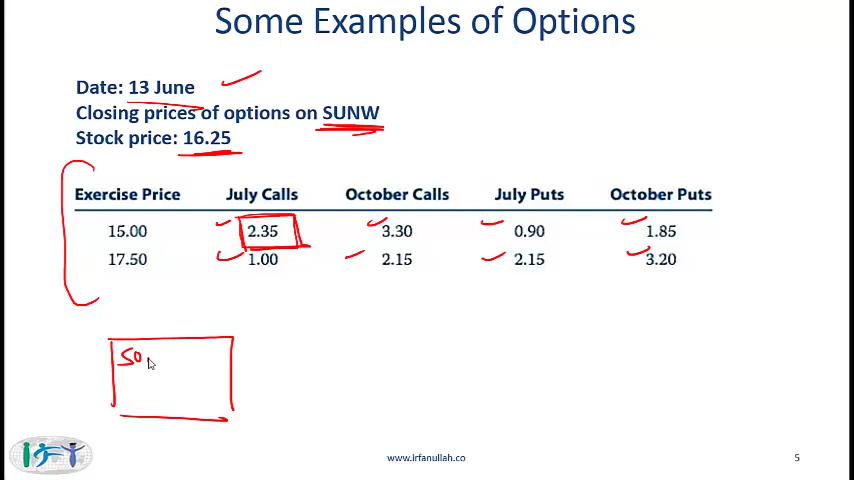 Some Examples of Options
Date: 13 June
Closing prices of options on SUNW
Stock price: 16.25
Exercise Price July Calls October Calls July Puts October Puts
15.00 2.35 3.30 0.90 1.85
17.50 1.00 2.15 2.15 3.20
So
www.irfanullah.co 5